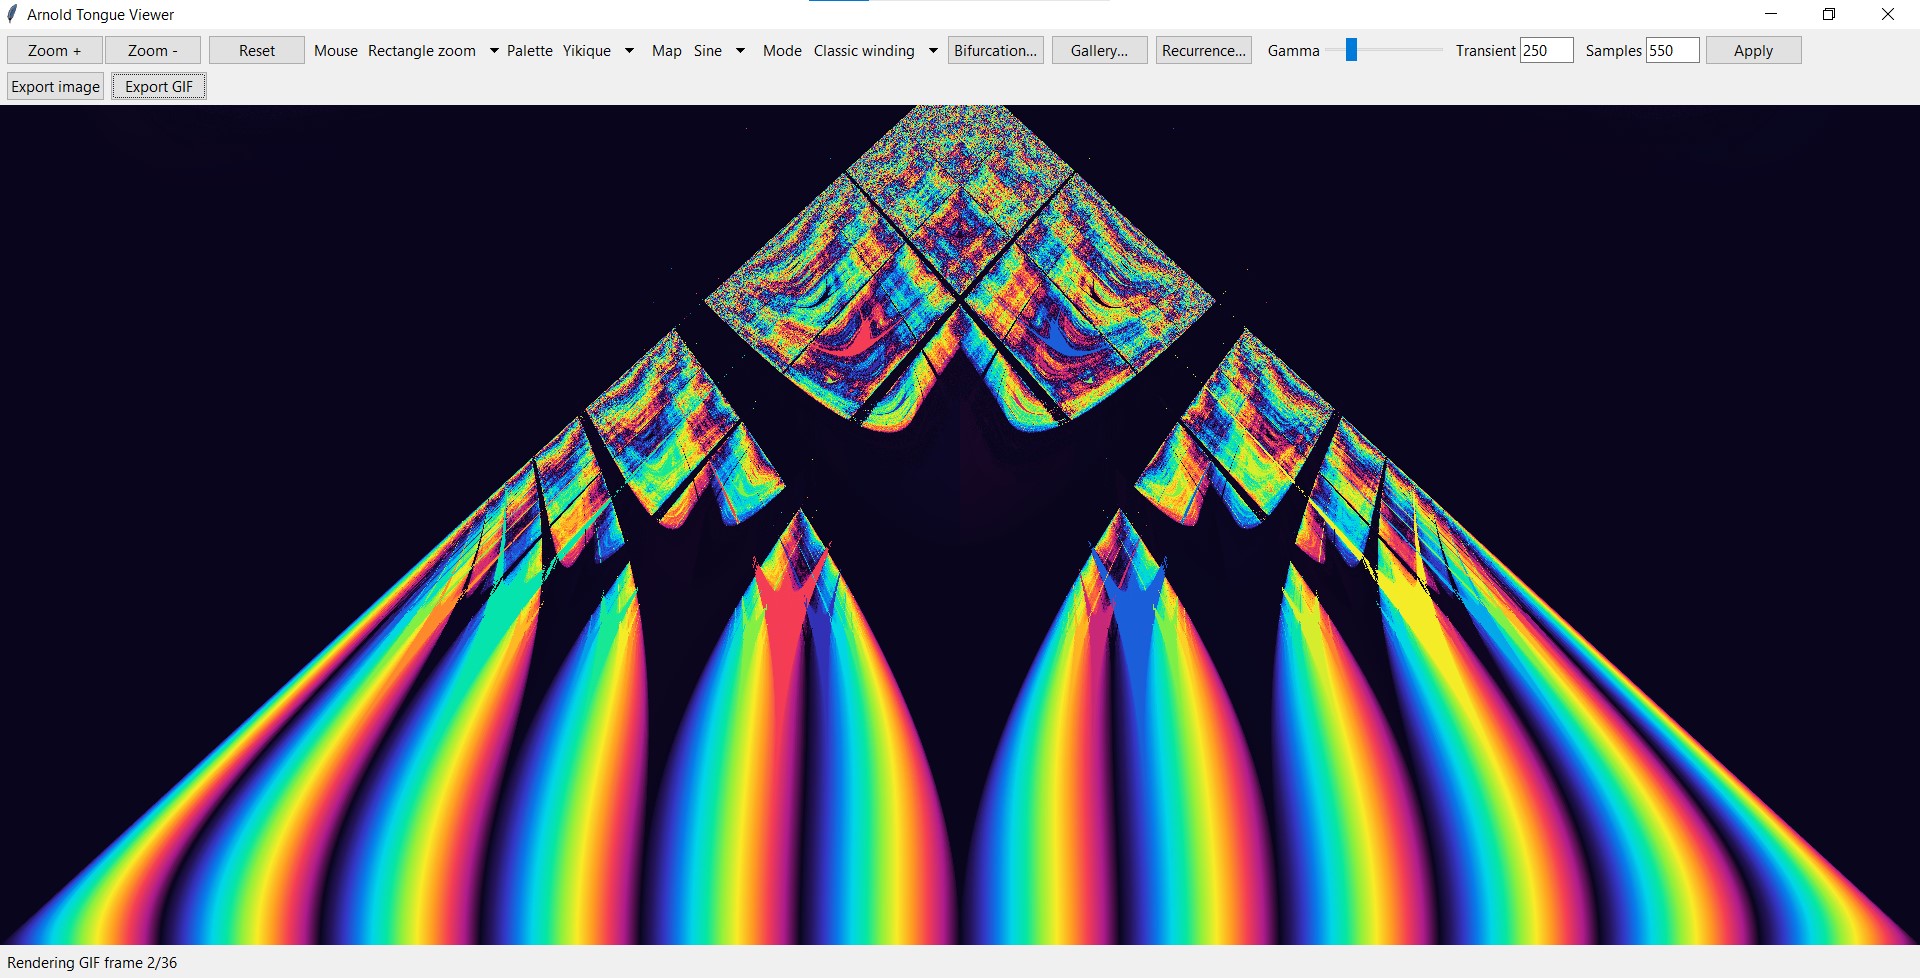 Arnold Tongue Viewer
Zoom + Zoom - Reset Mouse Rectangle zoom Palette Yikique Map Sine Mode Classic winding Bifurcation... Gallery... Recurrence... Gamma Transient 250 Samples 550 Apply
Export image Export GIF
Rendering GIF frame 2/36